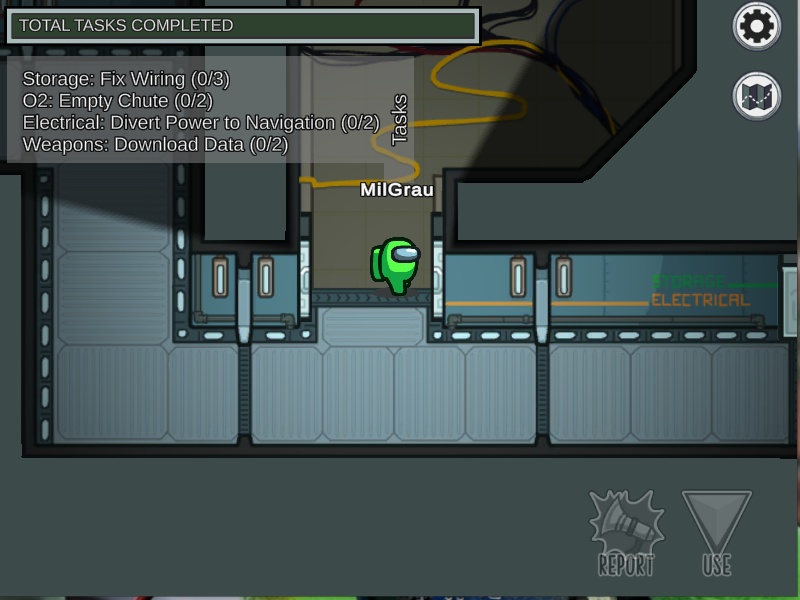 TOTAL TASKS COMPLETED
Storage: Fix Wiring (0/3)
O2: Empty Chute (0/2)
Electrical: Divert Power to Navigation (0/2)
Weapons: Download Data (0/2)
Tasks
MilGrau
STORAGE
ELECTRICAL
REPORT
USE